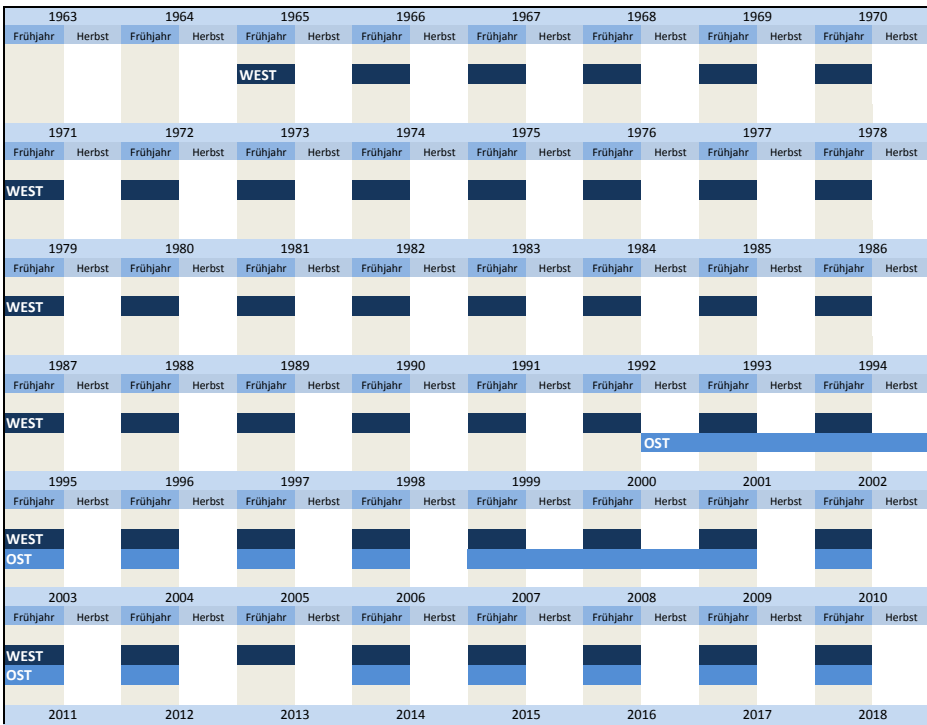 1963 1964 1965 1966 1967 1968 1969 1970
Frühjahr Herbst Frühjahr Herbst Frühjahr Herbst Frühjahr Herbst Frühjahr Herbst Frühjahr Herbst Frühjahr Herbst Frühjahr Herbst
WEST
1971 1972 1973 1974 1975 1976 1977 1978
Frühjahr Herbst Frühjahr Herbst Frühjahr Herbst Frühjahr Herbst Frühjahr Herbst Frühjahr Herbst Frühjahr Herbst Frühjahr Herbst
WEST
1979 1980 1981 1982 1983 1984 1985 1986
Frühjahr Herbst Frühjahr Herbst Frühjahr Herbst Frühjahr Herbst Frühjahr Herbst Frühjahr Herbst Frühjahr Herbst Frühjahr Herbst
WEST
1987 1988 1989 1990 1991 1992 1993 1994
Frühjahr Herbst Frühjahr Herbst Frühjahr Herbst Frühjahr Herbst Frühjahr Herbst Frühjahr Herbst Frühjahr Herbst Frühjahr Herbst
WEST
OST
1995 1996 1997 1998 1999 2000 2001 2002
Frühjahr Herbst Frühjahr Herbst Frühjahr Herbst Frühjahr Herbst Frühjahr Herbst Frühjahr Herbst Frühjahr Herbst Frühjahr Herbst
WEST
OST
2003 2004 2005 2006 2007 2008 2009 2010
Frühjahr Herbst Frühjahr Herbst Frühjahr Herbst Frühjahr Herbst Frühjahr Herbst Frühjahr Herbst Frühjahr Herbst Frühjahr Herbst
WEST
OST
2011 2012 2013 2014 2015 2016 2017 2018